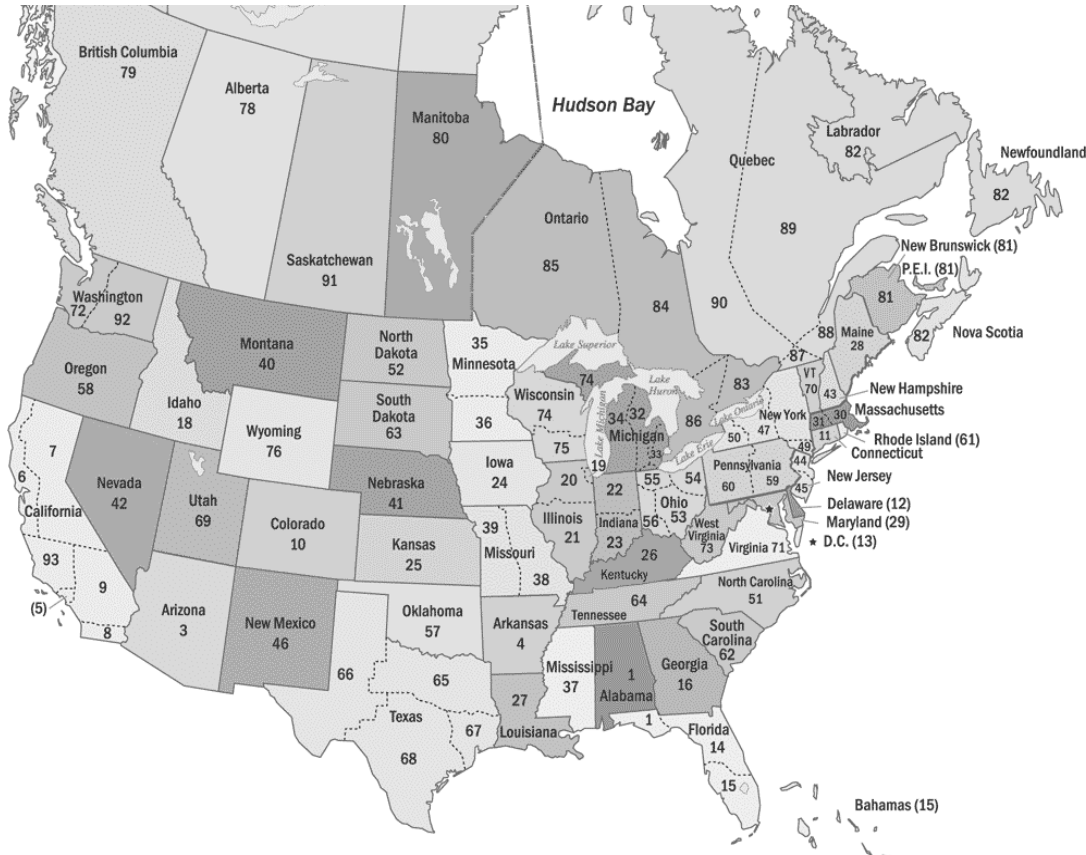 British Columbia
79
Alberta
78
Manitoba
80
Hudson Bay
Labrador
82
Newfoundland
82
Quebec
89
Saskatchewan
91
Ontario
85
84
90
88
87
New Brunswick (81)
P.E.I. (81)
81
82
Nova Scotia
Maine
28
Washington
72
92
Montana
40
North
Dakota
52
35
Minnesota
36
Lake Superior
74
Lake
Huron
83
VT
70
43
New Hampshire
Oregon
58
Idaho
18
Wyoming
76
South
Dakota
63
Wisconsin
74
75
Lake Michigan
19
34
32
Michigan
33
86
Lake Ontario
Lake Erie
New York
47
50
31
30
Massachusetts
11
Rhode Island (61)
Connecticut
49
44
45
New Jersey
7
6
California
93
9
(5)
8
Nevada
42
Utah
69
Colorado
10
Nebraska
41
Iowa
24
20
Illinois
21
22
Indiana
23
55
54
Ohio
53
56
Pennsylvania
60
59
Delaware (12)
Maryland (29)
★ D.C. (13)
★
West
Virginia
73
Virginia 71
Kansas
25
39
Missouri
38
26
Kentucky
64
Tennessee
North Carolina
51
South
Carolina
62
Arizona
3
New Mexico
46
Oklahoma
57
Arkansas
4
Mississippi
37
1
Alabama
Georgia
16
66
65
Texas
68
67
27
Louisiana
1
Florida
14
15
Bahamas (15)